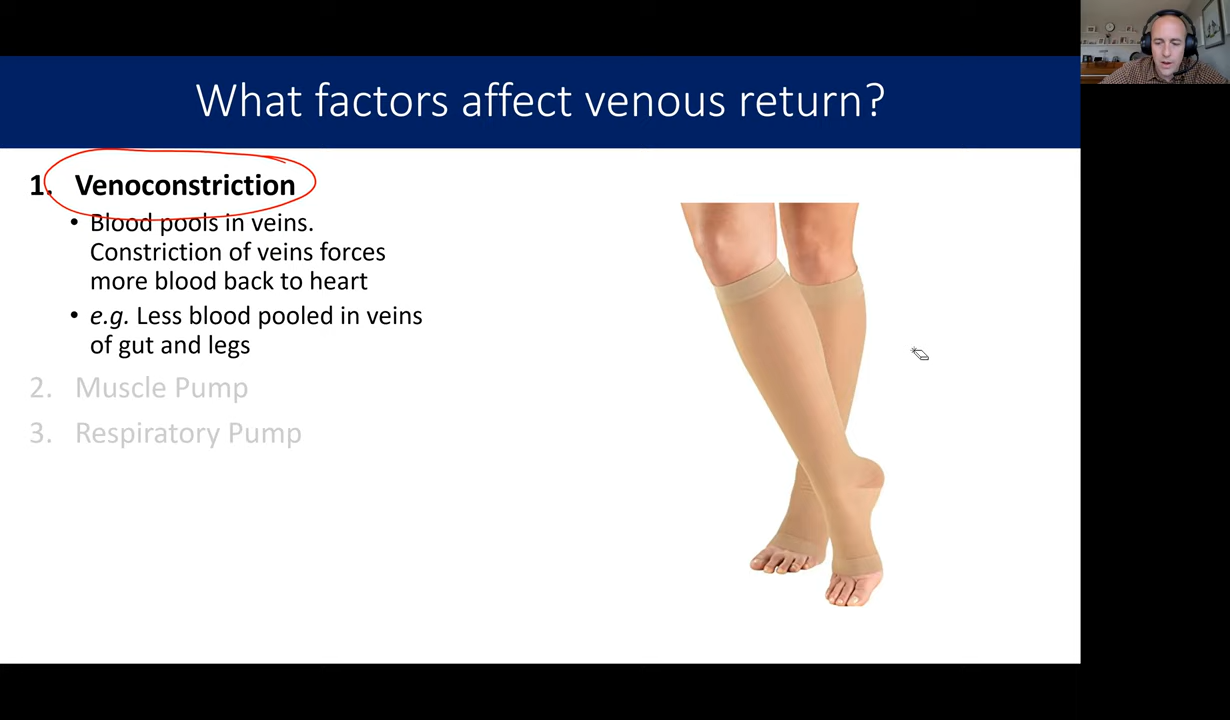 What factors affect venous return?
1. Venoconstriction
• Blood pools in veins.
Constriction of veins forces
more blood back to heart
• e.g. Less blood pooled in veins
of gut and legs
2. Muscle Pump
3. Respiratory Pump